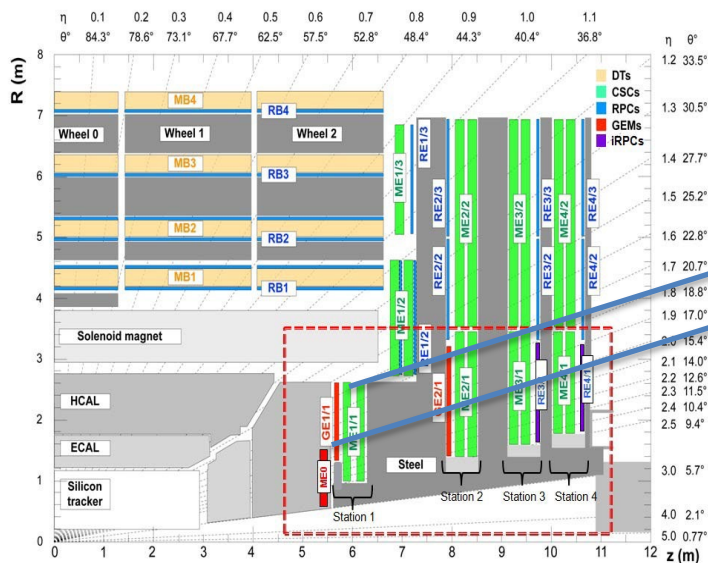 η 0.1 0.2 0.3 0.4 0.5 0.6 0.7 0.8 0.9 1.0 1.1 η θ°
θ° 84.3° 78.6° 73.1° 67.7° 62.5° 57.5° 52.8° 48.4° 44.3° 40.4° 36.8°
R (m)
8
7
6
5
4
3
2
1
0
1.2 33.5°
1.3 30.5°
1.4 27.7°
1.5 25.2°
1.6 22.8°
1.7 20.7°
1.8 18.8°
1.9 17.0°
2.0 15.4°
2.1 14.0°
2.2 12.6°
2.3 11.5°
2.4 10.4°
2.5 9.4°
3.0 5.7°
4.0 2.1°
5.0 0.77°
DTs
CSCs
RPCs
GEMs
iRPCs
MB4
RB4
Wheel 0
Wheel 1
Wheel 2
MB3
RB3
MB2
RB2
MB1
RB1
Solenoid magnet
HCAL
ECAL
Silicon
tracker
Steel
ME0
GE1/1
ME1/1
ME1/2
ME1/3
RE1/3
RE1/2
RE2/3
RE2/2
GE2/1
ME2/2
ME2/1
ME3/2
ME3/1
RE3/3
RE3/2
RE3/
ME4/2
ME4/1
RE4/3
RE4/2
RE4/
Station 1
Station 2
Station 3
Station 4
0 1 2 3 4 5 6 7 8 9 10 11 12
z (m)